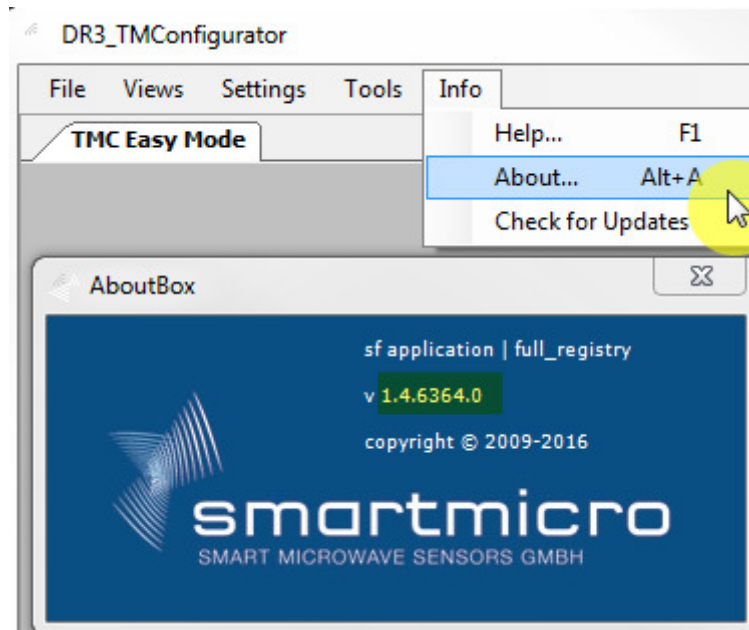 DR3_TMConfigurator
File Views Settings Tools Info
TMC Easy Mode
Help... F1
About... Alt+A
Check for Updates
AboutBox
sf application | full_registry
v 1.4.6364.0
copyright © 2009-2016
smartmicro
SMART MICROWAVE SENSORS GMBH